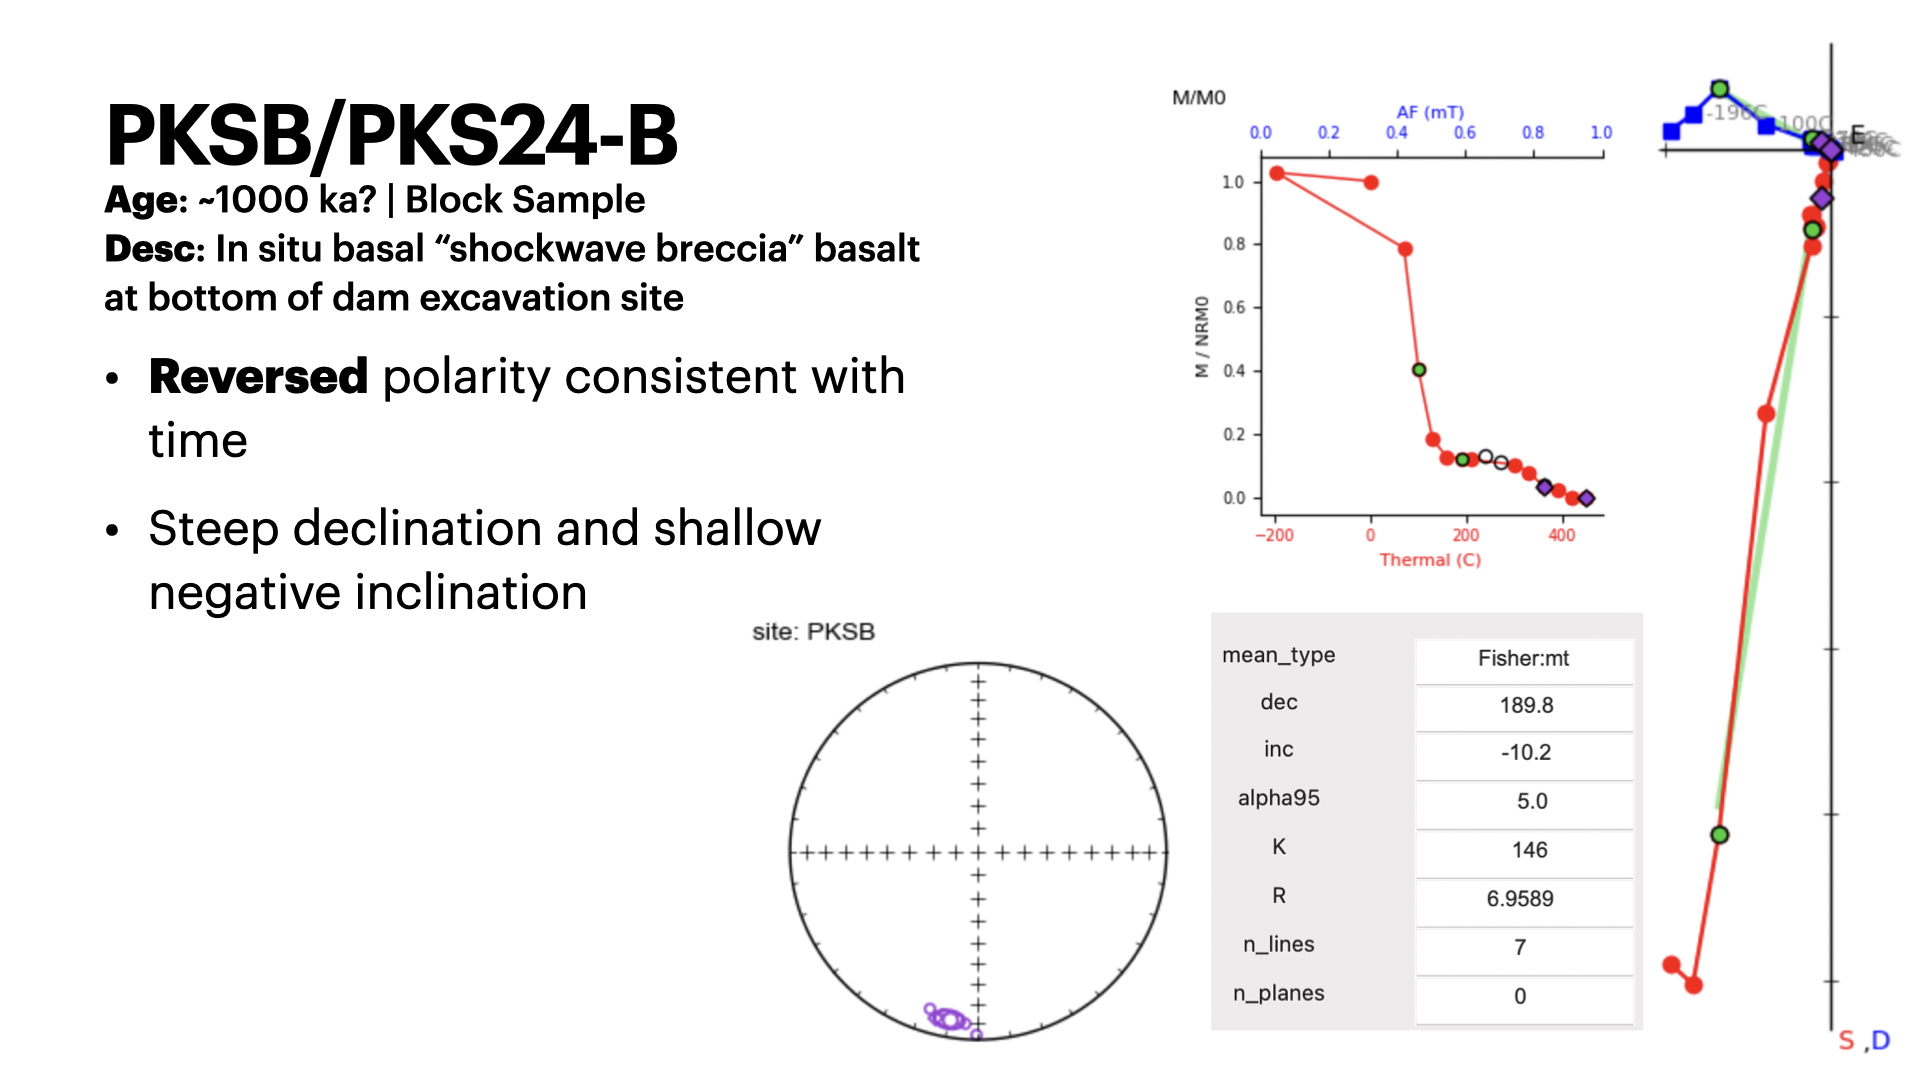 PKSB/PKS24-B
Age: ~1000 ka? | Block Sample
Desc: In situ basal “shockwave breccia” basalt
at bottom of dam excavation site
• Reversed polarity consistent with
time
• Steep declination and shallow
negative inclination
M/M0
AF (mT)
0.0 0.2 0.4 0.6 0.8 1.0
M / NRM0
1.0
0.8
0.6
0.4
0.2
0.0
−200 0 200 400
Thermal (C)
-196C
100C
E
S ,D
site: PKSB
mean_type Fisher:mt
dec 189.8
inc -10.2
alpha95 5.0
K 146
R 6.9589
n_lines 7
n_planes 0